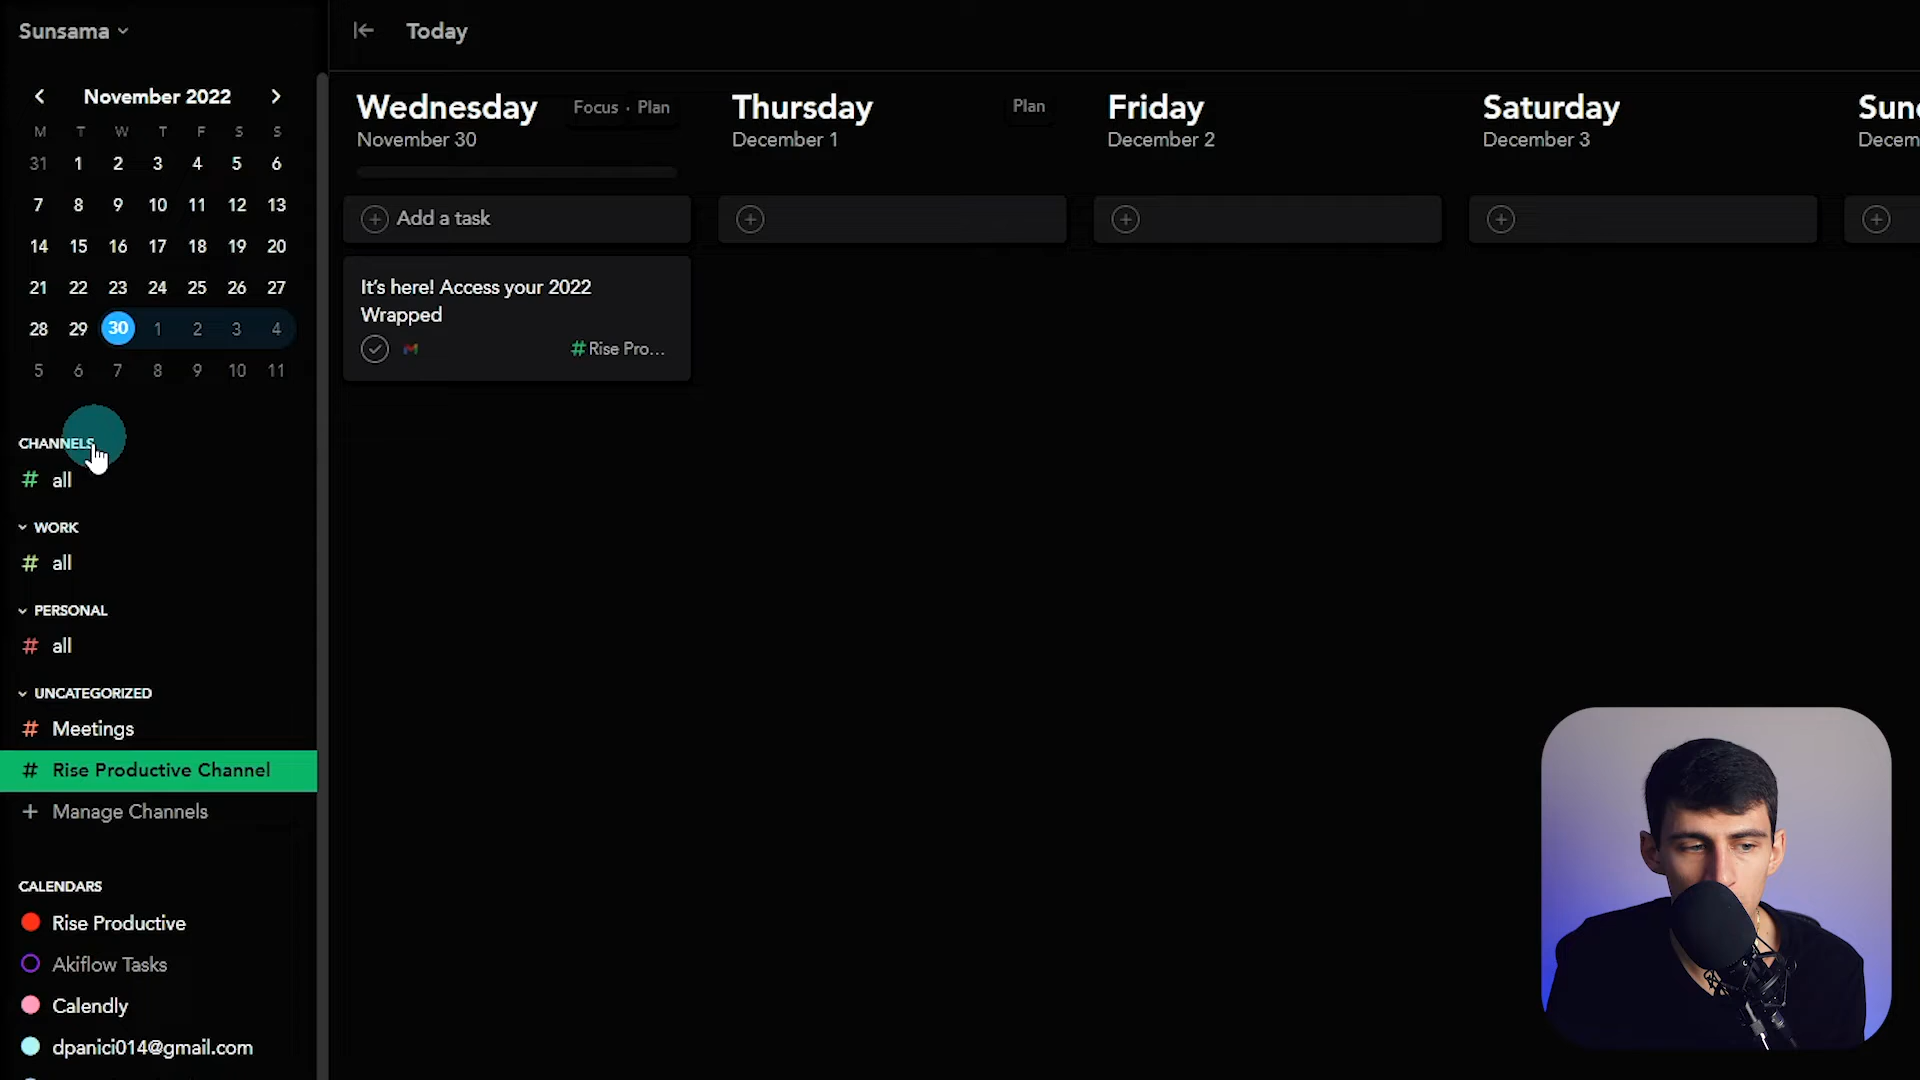 Sunsama
Today
November 2022
M T W T F S S
31 1 2 3 4 5 6
7 8 9 10 11 12 13
14 15 16 17 18 19 20
21 22 23 24 25 26 27
28 29 30 1 2 3 4
5 6 7 8 9 10 11
CHANNELS
# all
WORK
# all
PERSONAL
# all
UNCATEGORIZED
# Meetings
# Rise Productive Channel
+ Manage Channels
CALENDARS
Rise Productive
Akiflow Tasks
Calendly
dpanici014@gmail.com
Wednesday
Focus · Plan
November 30
Add a task
It's here! Access your 2022
Wrapped
# Rise Pro...
Thursday
Plan
December 1
Friday
December 2
Saturday
December 3
Sun
Decem